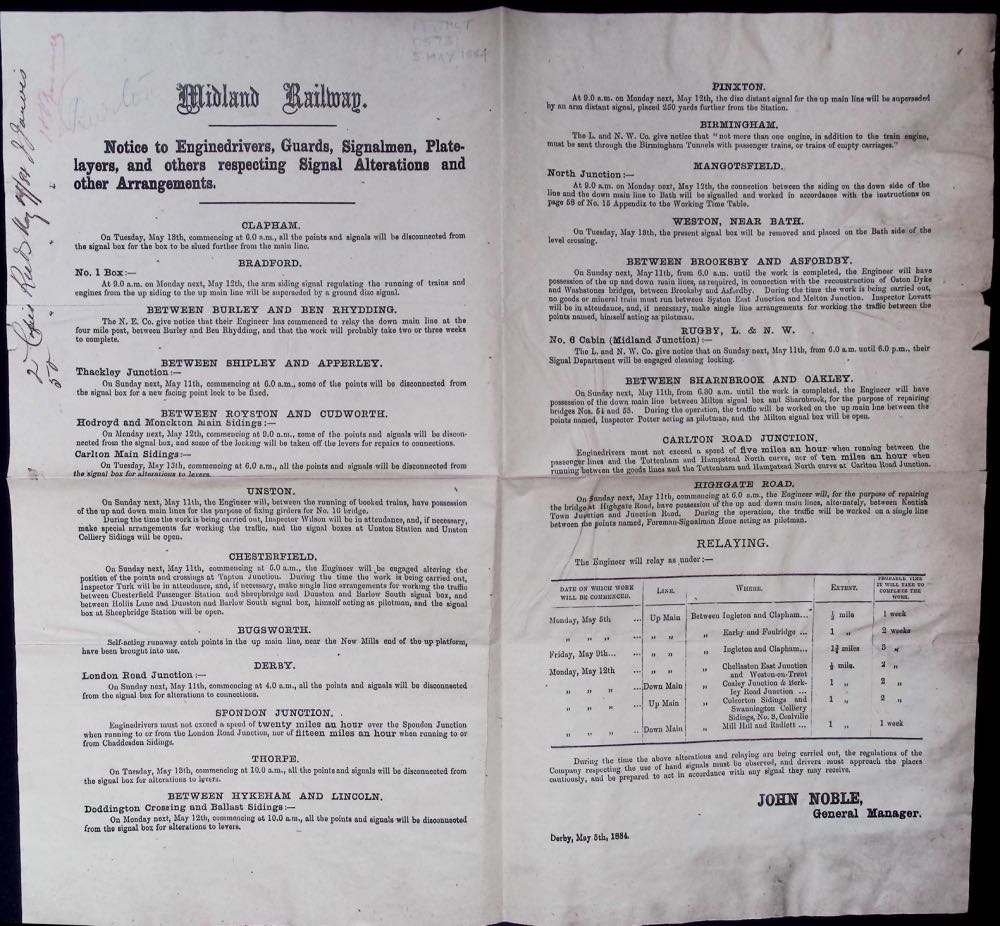 5 MAY 1884
Midland Railway.
Notice to Enginedrivers, Guards, Signalmen, Plate-
layers, and others respecting Signal Alterations and
other Arrangements.
CLAPHAM.
On Tuesday, May 13th, commencing at 6.0 a.m., all the points and signals will be disconnected from
the signal box for the box to be slued further from the main line.
BRADFORD.
No. 1 Box:—
At 9.0 a.m. on Monday next, May 12th, the arm siding signal regulating the running of trains and
engines from the up siding to the up main line will be superseded by a ground disc signal.
BETWEEN BURLEY AND BEN RHYDDING.
The N. E. Co. give notice that their Engineer has commenced to relay the down main line at the
four mile post, between Burley and Ben Rhydding, and that the work will probably take two or three weeks
to complete.
BETWEEN SHIPLEY AND APPERLEY.
Thackley Junction:—
On Sunday next, May 11th, commencing at 6.0 a.m., some of the points will be disconnected from
the signal box for a new facing point lock to be fixed.
BETWEEN ROYSTON AND CUDWORTH.
Hodroyd and Monckton Main Sidings:—
On Monday next, May 12th, commencing at 9.0 a.m., some of the points and signals will be discon-
nected from the signal box, and some of the locking will be taken off the levers for repairs to connections.
Carlton Main Sidings:—
On Tuesday, May 13th, commencing at 6.0 a.m., all the points and signals will be disconnected from
the signal box for alterations to levers.
UNSTON.
On Sunday next, May 11th, the Engineer will, between the running of booked trains, have possession
of the up and down main lines for the purpose of fixing girders for No. 16 bridge.
During the time the work is being carried out, Inspector Wilson will be in attendance, and, if necessary,
make special arrangements for working the traffic, and the signal boxes at Unston Station and Unston
Colliery Sidings will be open.
CHESTERFIELD.
On Sunday next, May 11th, commencing at 5.0 a.m., the Engineer will be engaged altering the
position of the points and crossings at Tapton Junction. During the time the work is being carried out,
Inspector Turk will be in attendance, and, if necessary, make single line arrangements for working the traffic
between Chesterfield Passenger Station and Sheepbridge and Dunston and Barlow South signal box, and
between Hollis Lane and Dunston and Barlow South signal box, himself acting as pilotman, and the signal
box at Sheepbridge Station will be open.
BUGSWORTH.
Self-acting runaway catch points in the up main line, near the New Mills end of the up platform,
have been brought into use.
DERBY.
London Road Junction:—
On Sunday next, May 11th, commencing at 4.0 a.m., all the points and signals will be disconnected
from the signal box for alterations to connections.
SPONDON JUNCTION.
Enginedrivers must not exceed a speed of twenty miles an hour over the Spondon Junction
when running to or from the London Road Junction, nor of fifteen miles an hour when running to or
from Chaddesden Sidings.
THORPE.
On Tuesday, May 13th, commencing at 10.0 a.m., all the points and signals will be disconnected from
the signal box for alterations to levers.
BETWEEN HYKEHAM AND LINCOLN.
Doddington Crossing and Ballast Sidings:—
On Monday next, May 12th, commencing at 10.0 a.m., all the points and signals will be disconnected
from the signal box for alterations to levers.
PINXTON.
At 9.0 a.m. on Monday next, May 12th, the disc distant signal for the up main line will be superseded
by an arm distant signal, placed 250 yards further from the Station.
BIRMINGHAM.
The L. and N. W. Co. give notice that "not more than one engine, in addition to the train engine,
must be sent through the Birmingham Tunnels with passenger trains, or trains of empty carriages."
MANGOTSFIELD.
North Junction:—
At 9.0 a.m. on Monday next, May 12th, the connection between the siding on the down side of the
line and the down main line to Bath will be signalled and worked in accordance with the instructions on
page 58 of No. 15 Appendix to the Working Time Table.
WESTON, NEAR BATH.
On Tuesday, May 13th, the present signal box will be removed and placed on the Bath side of the
level crossing.
BETWEEN BROOKSBY AND ASFORDBY.
On Sunday next, May 11th, from 6.0 a.m. until the work is completed, the Engineer will have
possession of the up and down main lines, as required, in connection with the reconstruction of Caton Dyke
and Washstones bridges, between Brooksby and Asfordby. During the time the work is being carried out,
no goods or mineral train must run between Syston East Junction and Melton Junction. Inspector Lovatt
will be in attendance, and, if necessary, make single line arrangements for working the traffic between the
points named, himself acting as pilotman.
RUGBY, L. & N. W.
No. 6 Cabin (Midland Junction):—
The L. and N. W. Co. give notice that on Sunday next, May 11th, from 6.0 a.m. until 6.0 p.m., their
Signal Department will be engaged cleaning locking.
BETWEEN SHARNBROOK AND OAKLEY.
On Sunday next, May 11th, from 6.30 a.m. until the work is completed, the Engineer will have
possession of the down main line between Milton signal box and Sharnbrook, for the purpose of repairing
bridges Nos. 54 and 55. During the operation, the traffic will be worked on the up main line between the
points named, Inspector Potter acting as pilotman, and the Milton signal box will be open.
CARLTON ROAD JUNCTION.
Enginedrivers must not exceed a speed of five miles an hour when running between the
passenger lines and the Tottenham and Hampstead North curve, nor of ten miles an hour when
running between the goods lines and the Tottenham and Hampstead North curve at Carlton Road Junction.
HIGHGATE ROAD.
On Sunday next, May 11th, commencing at 6.0 a.m., the Engineer will, for the purpose of repairing
the bridge at Highgate Road, have possession of the up and down main lines, alternately, between Kentish
Town Junction and Junction Road. During the operation, the traffic will be worked on a single line
between the points named, Foreman-Signalman Hone acting as pilotman.
RELAYING.
The Engineer will relay as under:—
DATE ON WHICH WORK WILL BE COMMENCED. LINE. WHERE. EXTENT. PROBABLE TIME IT WILL TAKE TO COMPLETE THE WORK.
Monday, May 5th ... Up Main Between Ingleton and Clapham... ½ mile 1 week
" " " ... " " " Earby and Foulridge ... 1 " 2 weeks
Friday, May 9th... ... " " " Ingleton and Clapham... 1¾ miles 3 "
Monday, May 12th ... " " " Chellaston East Junction and Weston-on-Trent ½ mile. 2 "
" " " ... Down Main " Coaley Junction & Berk-ley Road Junction ... 1 " 2 "
" " " ... Up Main " Coleorton Sidings and Swannington Colliery Sidings, No. 3, Coalville 1 " 2 "
" " " .. Down Main " Mill Hill and Radlett ... 1 " 1 week
During the time the above alterations and relaying are being carried out, the regulations of the
Company respecting the use of hand signals must be observed, and drivers must approach the places
cautiously, and be prepared to act in accordance with any signal they may receive.
JOHN NOBLE,
General Manager.
Derby, May 5th, 1884.